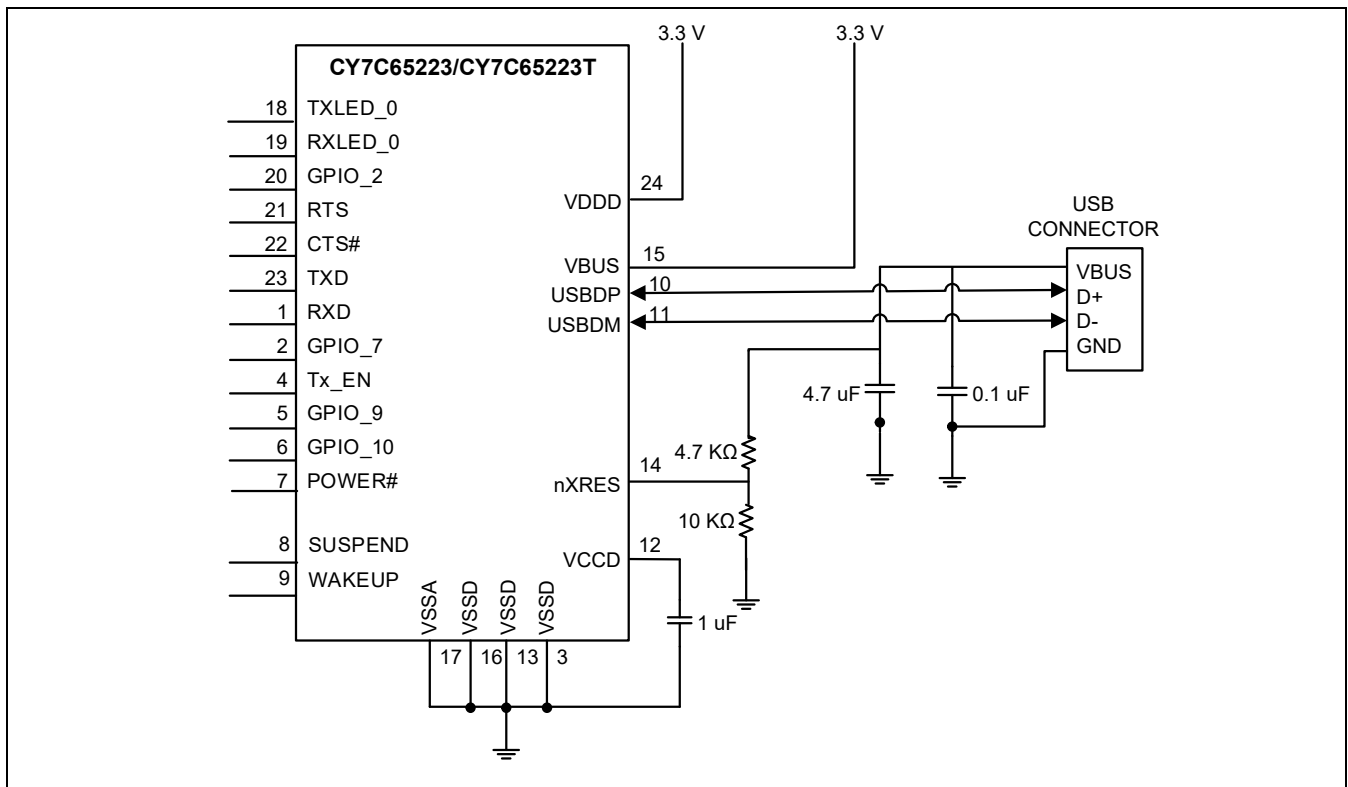 3.3 V
3.3 V
CY7C65223/CY7C65223T
18 TXLED_0
19 RXLED_0
20 GPIO_2
21 RTS
22 CTS#
23 TXD
1 RXD
2 GPIO_7
4 Tx_EN
5 GPIO_9
6 GPIO_10
7 POWER#
8 SUSPEND
9 WAKEUP
VDDD 24
VBUS 15
USBDP 10
USBDM 11
nXRES 14
VCCD 12
VSSA
VSSD
VSSD
VSSD
17 16 13 3
4.7 KΩ
10 KΩ
1 uF
4.7 uF
0.1 uF
USB
CONNECTOR
VBUS
D+
D-
GND